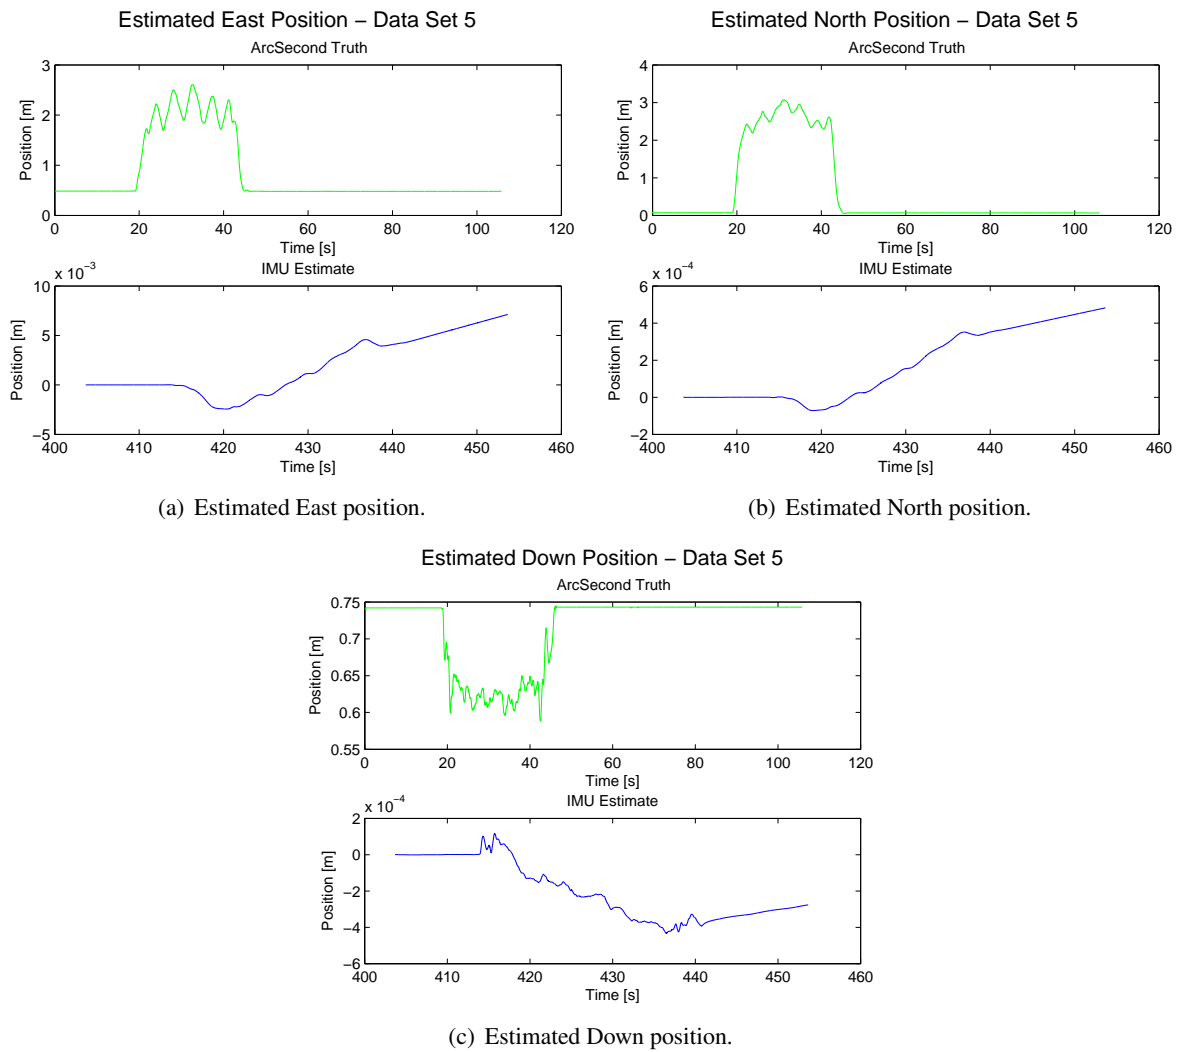 Estimated East Position – Data Set 5
ArcSecond Truth
3
2
1
0
Position [m]
0 20 40 60 80 100 120
Time [s]
x 10−3
IMU Estimate
10
5
0
−5
Position [m]
400 410 420 430 440 450 460
Time [s]
(a) Estimated East position.
Estimated North Position – Data Set 5
ArcSecond Truth
4
3
2
1
0
Position [m]
0 20 40 60 80 100 120
Time [s]
x 10−4
IMU Estimate
6
4
2
0
−2
Position [m]
400 410 420 430 440 450 460
Time [s]
(b) Estimated North position.
Estimated Down Position – Data Set 5
ArcSecond Truth
0.75
0.7
0.65
0.6
0.55
Position [m]
0 20 40 60 80 100 120
Time [s]
x 10−4
IMU Estimate
2
0
−2
−4
−6
Position [m]
400 410 420 430 440 450 460
Time [s]
(c) Estimated Down position.